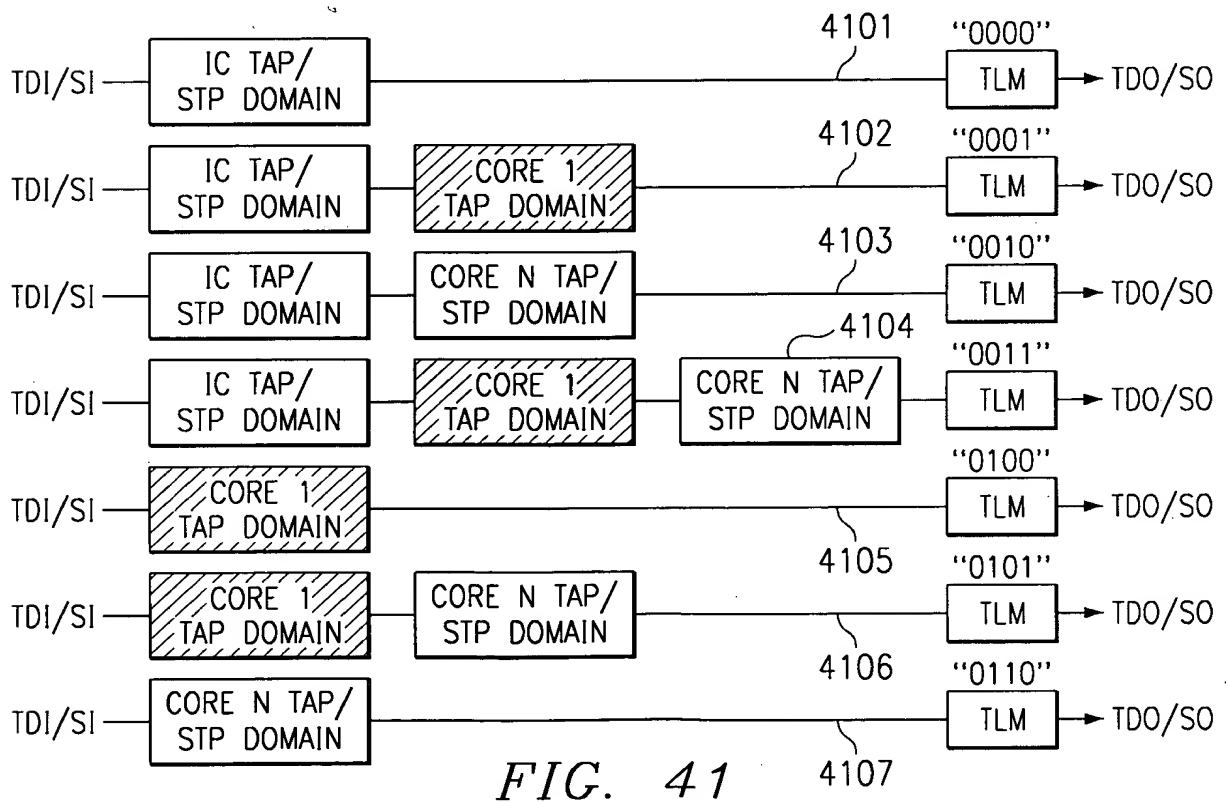 4101
"0000"
TDI/SI
IC TAP/
STP DOMAIN
TLM
TDO/SO
4102
"0001"
TDI/SI
IC TAP/
STP DOMAIN
CORE 1
TAP DOMAIN
TLM
TDO/SO
4103
"0010"
TDI/SI
IC TAP/
STP DOMAIN
CORE N TAP/
STP DOMAIN
TLM
TDO/SO
4104
"0011"
TDI/SI
IC TAP/
STP DOMAIN
CORE 1
TAP DOMAIN
CORE N TAP/
STP DOMAIN
TLM
TDO/SO
"0100"
TDI/SI
CORE 1
TAP DOMAIN
TLM
TDO/SO
4105
"0101"
TDI/SI
CORE 1
TAP DOMAIN
CORE N TAP/
STP DOMAIN
TLM
TDO/SO
4106
"0110"
TDI/SI
CORE N TAP/
STP DOMAIN
TLM
TDO/SO
4107
FIG. 41